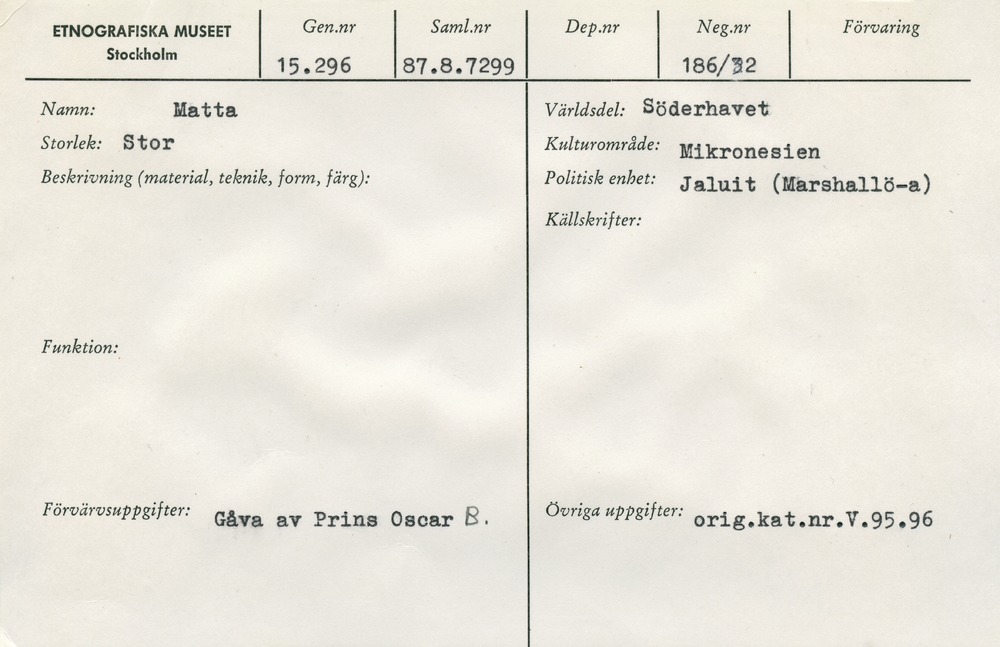 ETNOGRAFISKA MUSEET
Stockholm
Gen.nr
15.296
Saml.nr
87.8.7299
Dep.nr
Neg.nr
186/32
Förvaring
Namn: Matta
Storlek: Stor
Beskrivning (material, teknik, form, färg):
Funktion:
Förvärvsuppgifter: Gåva av Prins Oscar B.
Världsdel: Söderhavet
Kulturområde: Mikronesien
Politisk enhet: Jaluit (Marshallö-a)
Källskrifter:
Övriga uppgifter: orig.kat.nr.V.95.96